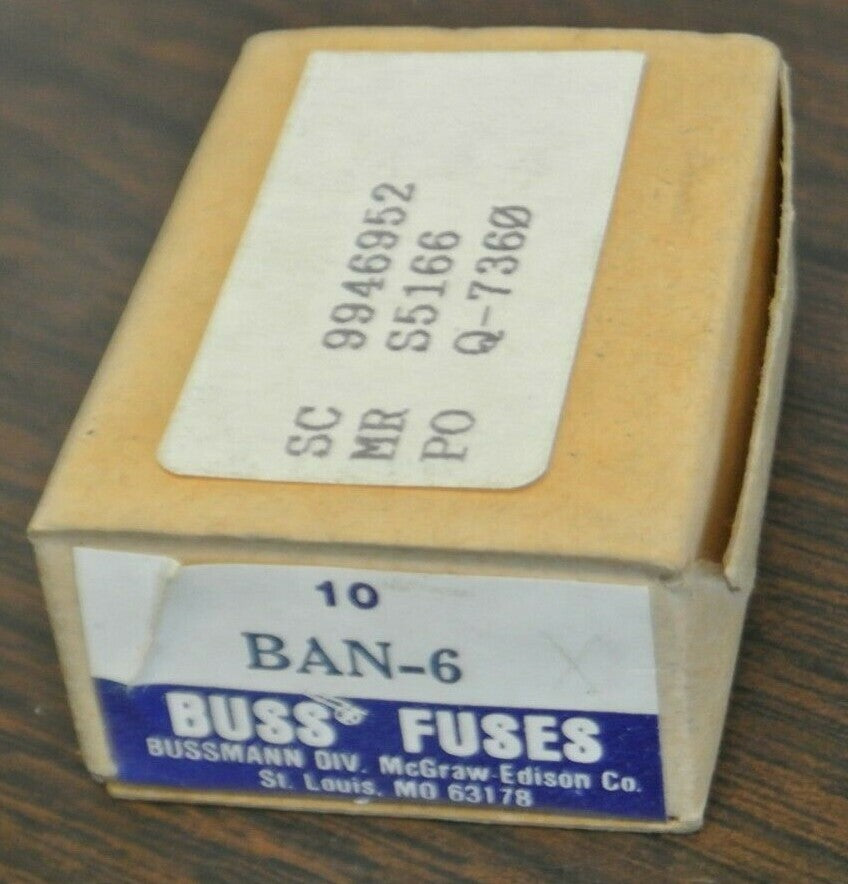 SC 9946952
MR S5166
PO Q-7360
10
BAN-6
BUSS FUSES
BUSSMANN DIV. McGraw-Edison Co.
St. Louis, MO 63178